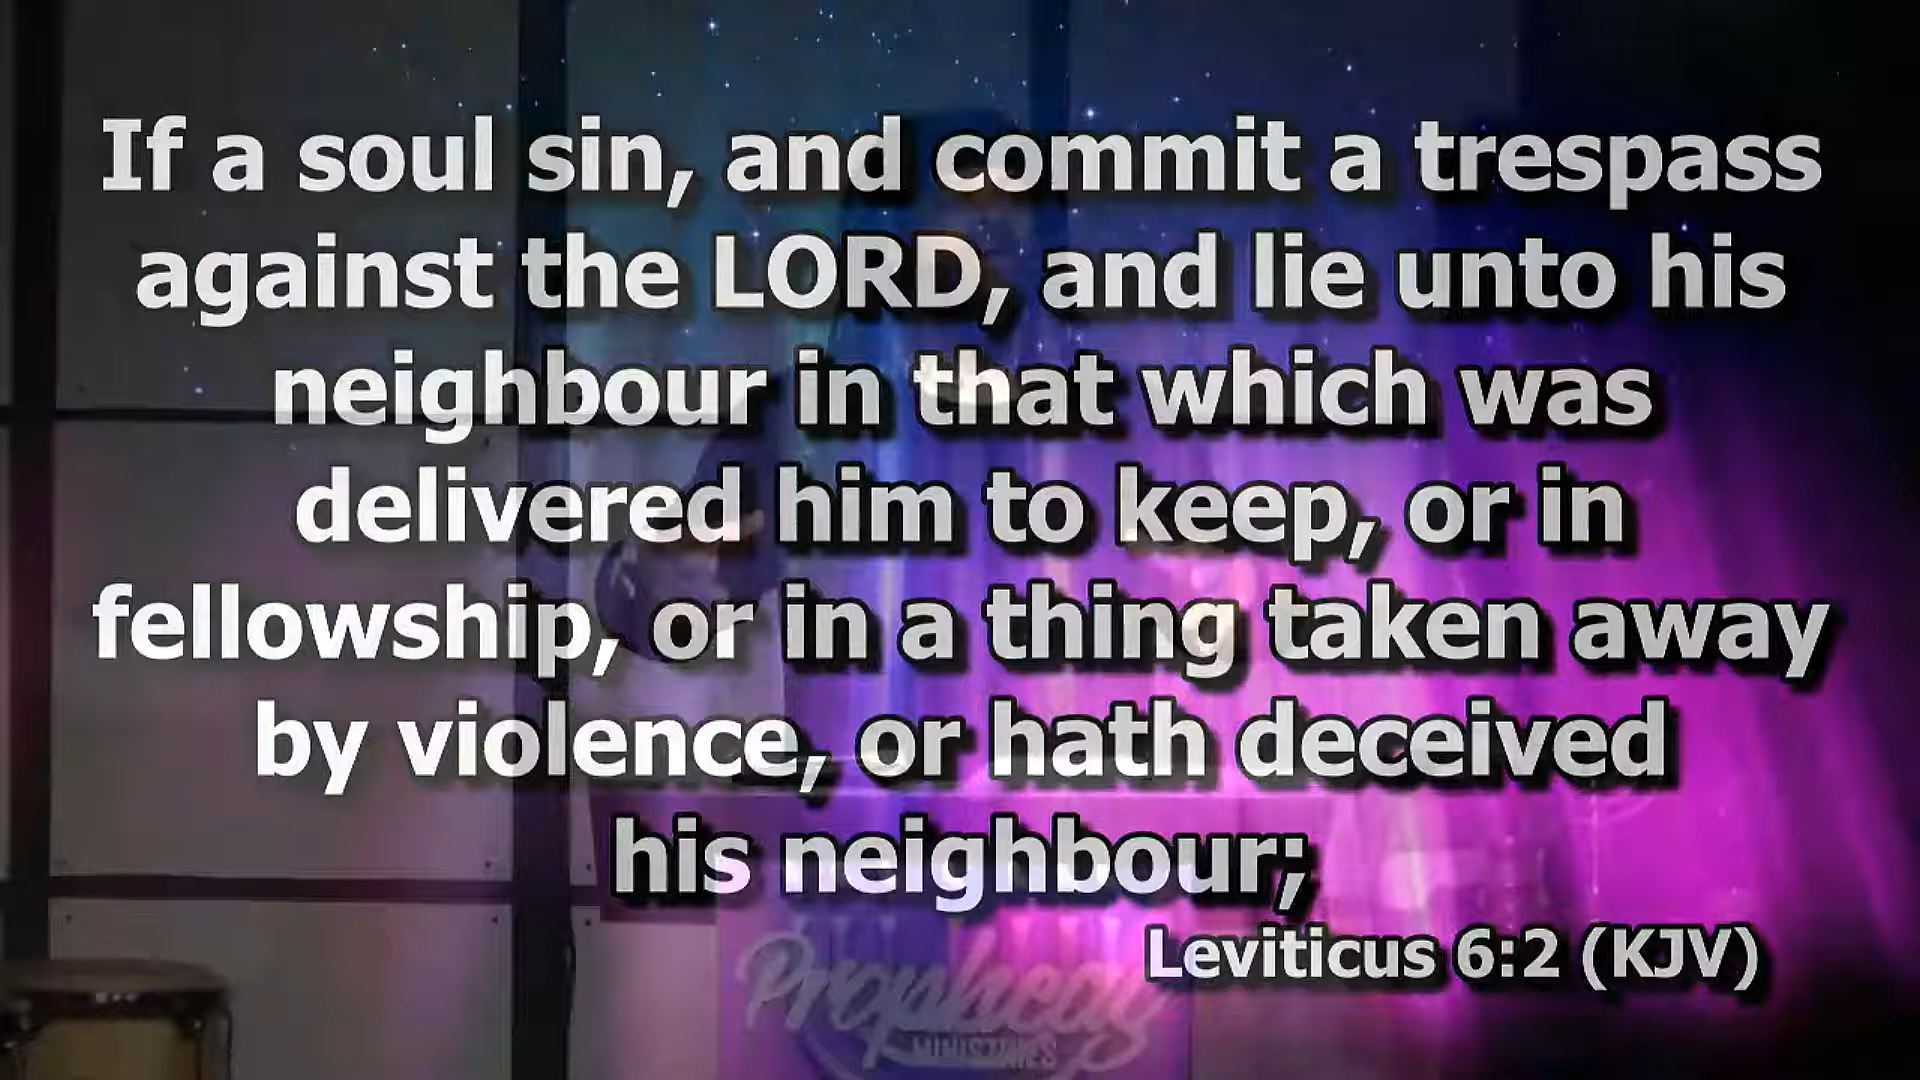 If a soul sin, and commit a trespass
against the LORD, and lie unto his
neighbour in that which was
delivered him to keep, or in
fellowship, or in a thing taken away
by violence, or hath deceived
his neighbour;
Leviticus 6:2 (KJV)
Prophecy
MINISTRIES